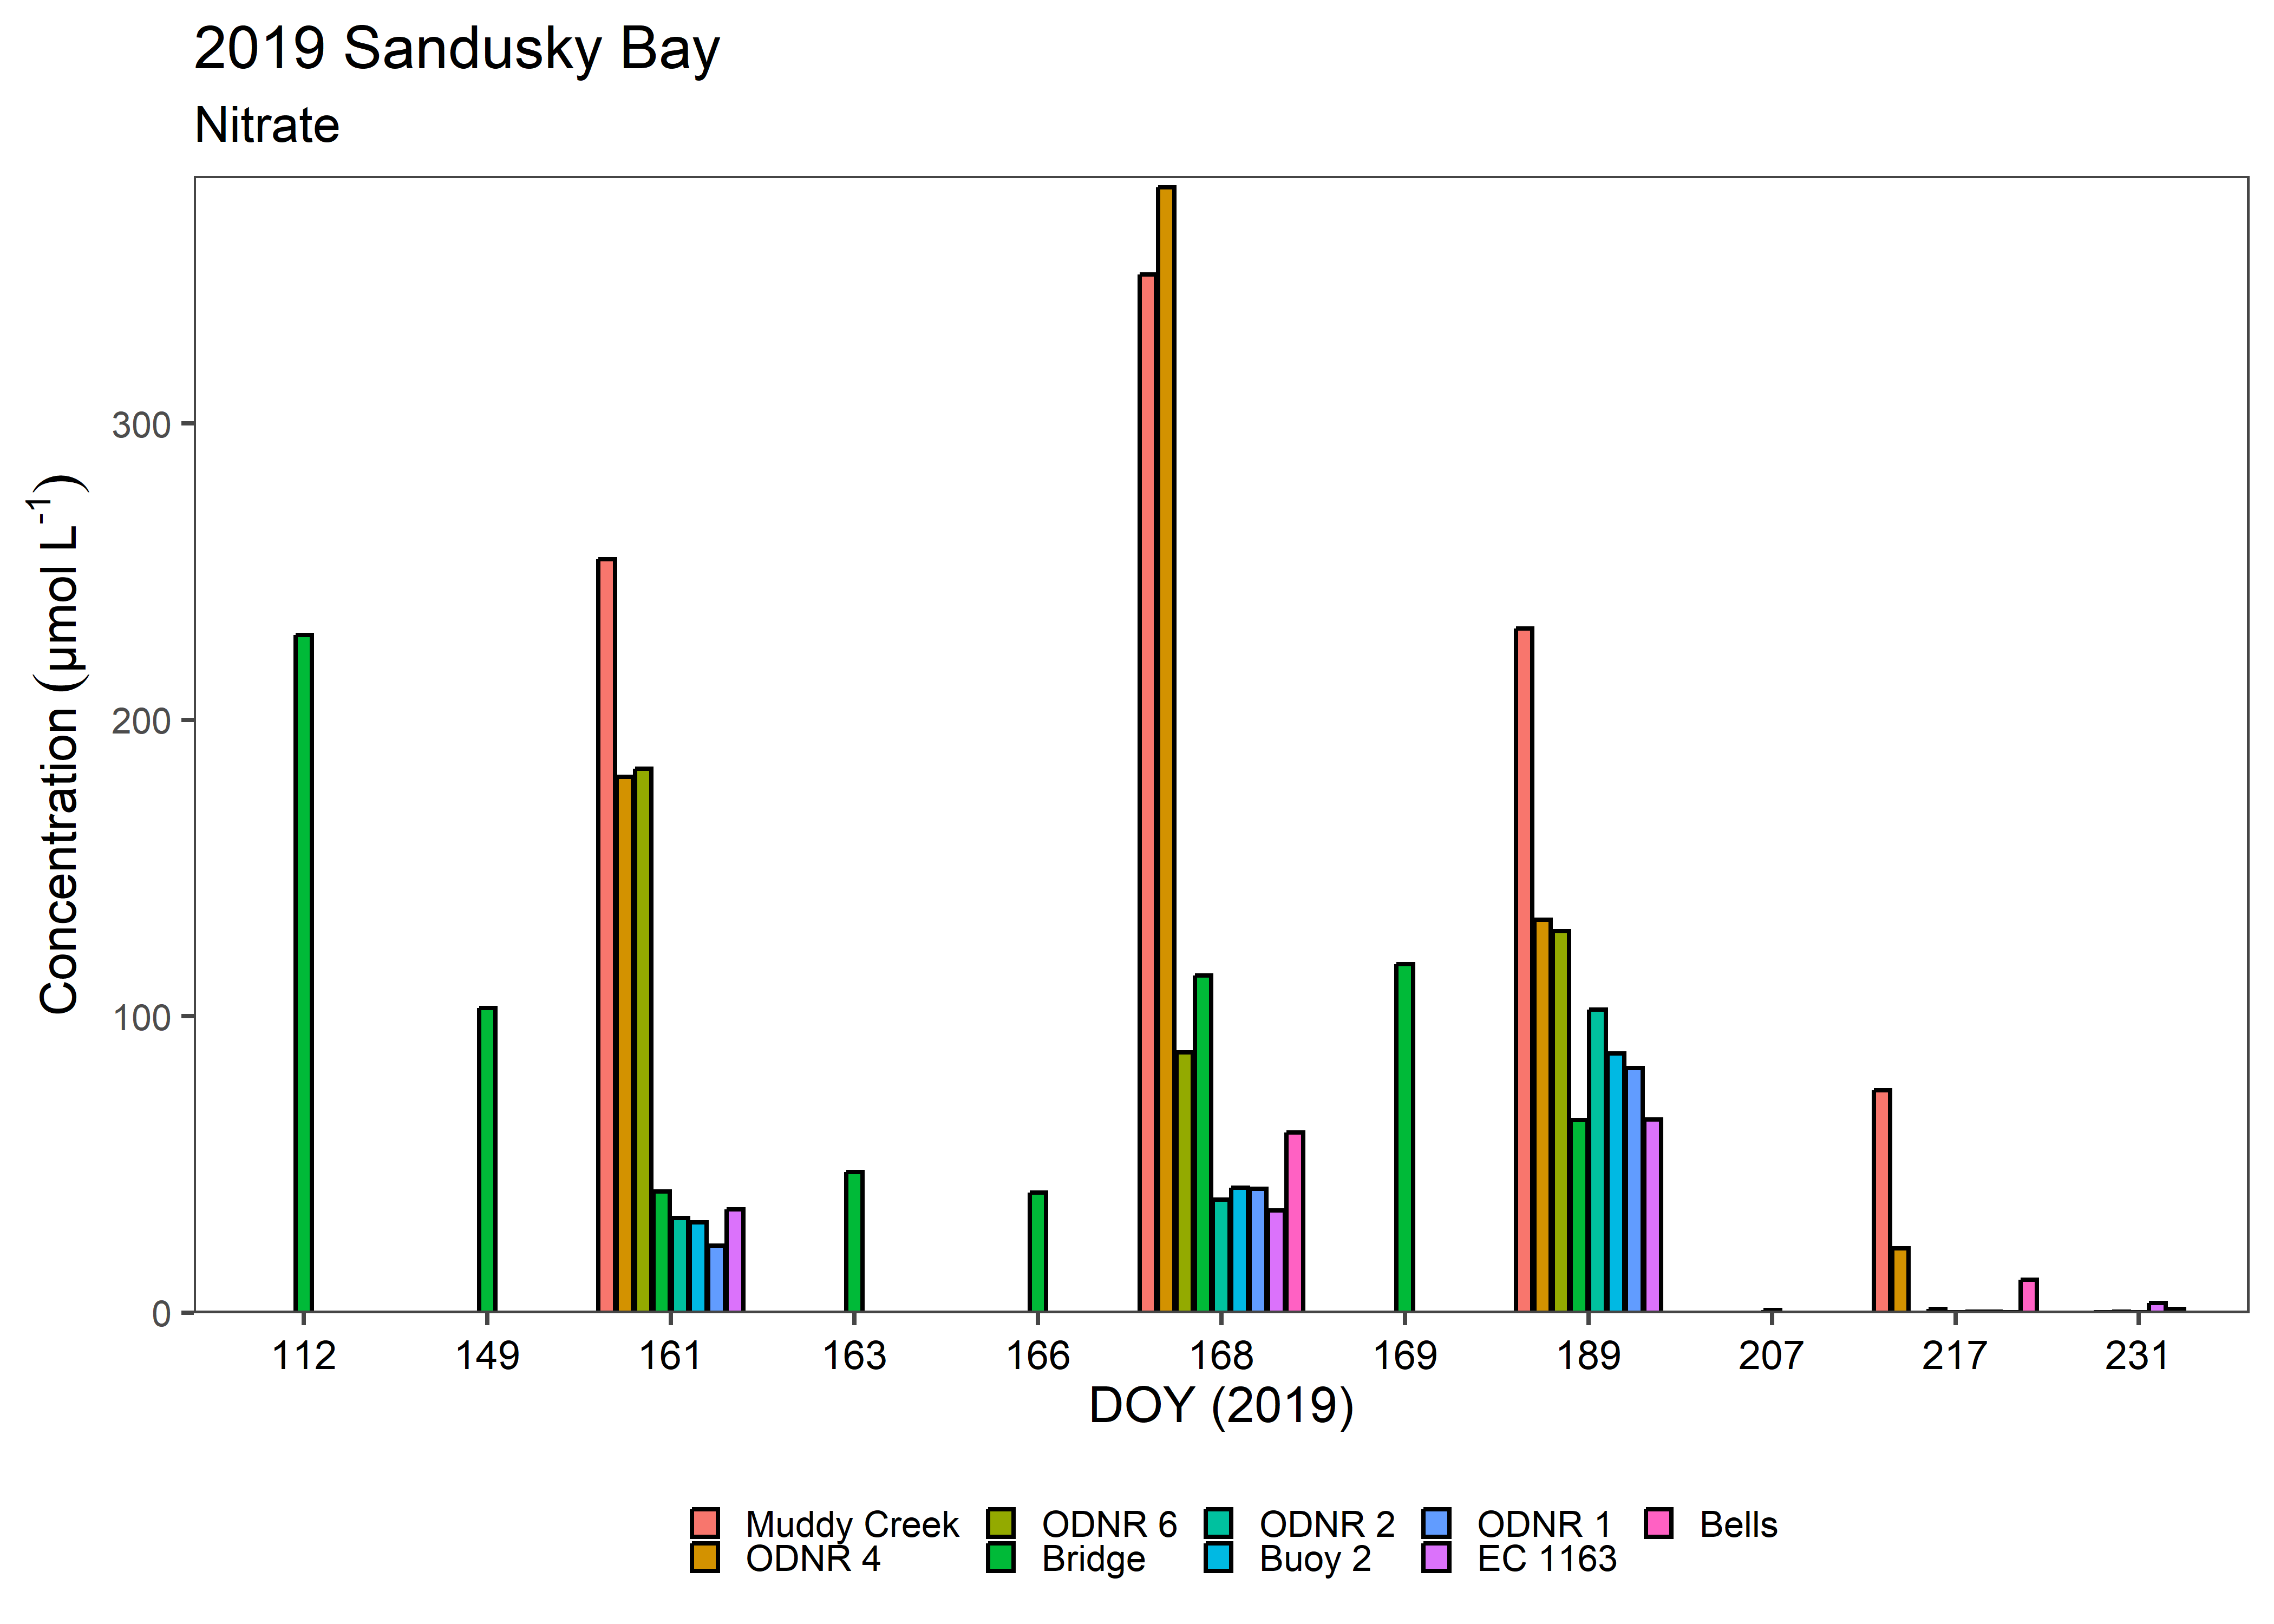 2019 Sandusky Bay
Nitrate
Concentration (µmol L⁻¹)
300
200
100
0
112 149 161 163 166 168 169 189 207 217 231
DOY (2019)
Muddy Creek ODNR 6 ODNR 2 ODNR 1 Bells
ODNR 4 Bridge Buoy 2 EC 1163